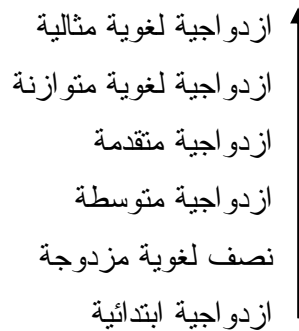 ازدواجية لغوية مثالية
ازدواجية لغوية متوازنة
ازدواجية متقدمة
ازدواجية متوسطة
نصف لغوية مزدوجة
ازدواجية ابتدائية